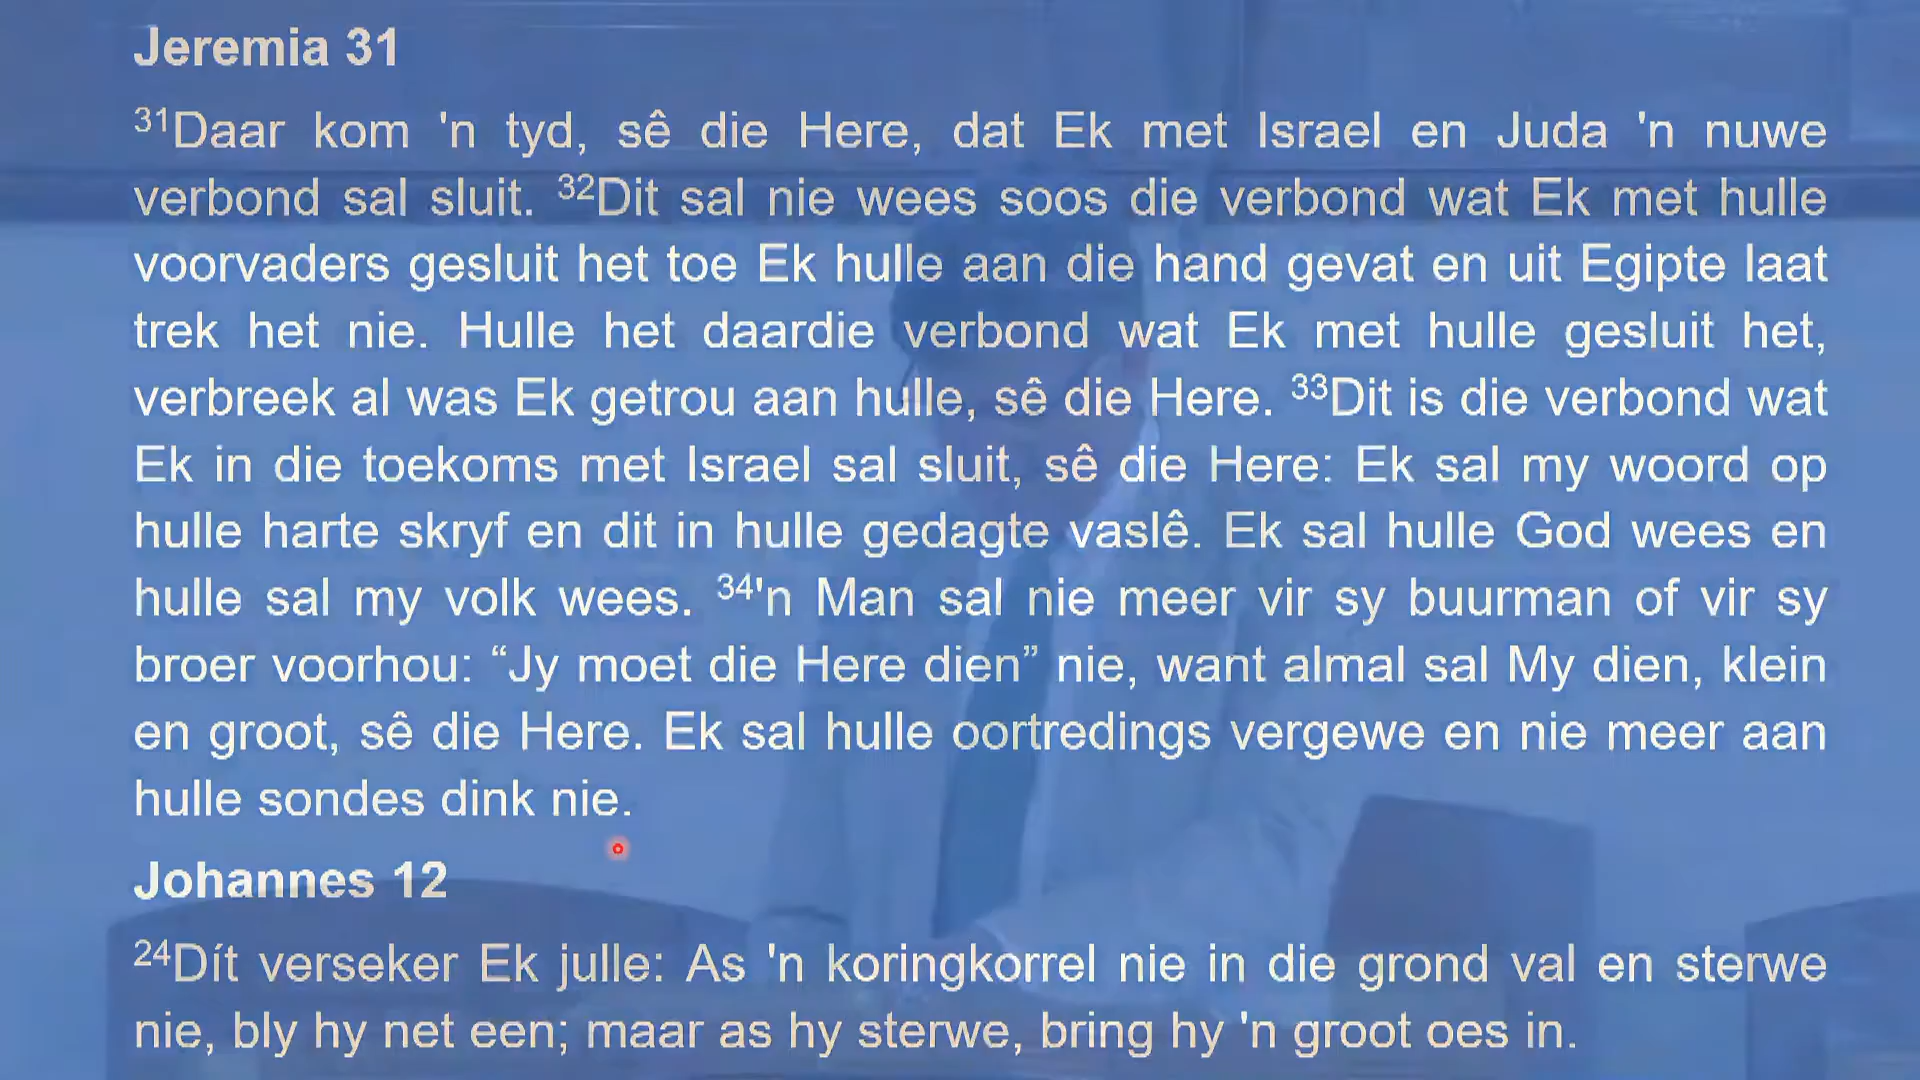 Jeremia 31
31Daar kom 'n tyd, sê die Here, dat Ek met Israel en Juda 'n nuwe
verbond sal sluit. 32Dit sal nie wees soos die verbond wat Ek met hulle
voorvaders gesluit het toe Ek hulle aan die hand gevat en uit Egipte laat
trek het nie. Hulle het daardie verbond wat Ek met hulle gesluit het,
verbreek al was Ek getrou aan hulle, sê die Here. 33Dit is die verbond wat
Ek in die toekoms met Israel sal sluit, sê die Here: Ek sal my woord op
hulle harte skryf en dit in hulle gedagte vaslê. Ek sal hulle God wees en
hulle sal my volk wees. 34'n Man sal nie meer vir sy buurman of vir sy
broer voorhou: “Jy moet die Here dien” nie, want almal sal My dien, klein
en groot, sê die Here. Ek sal hulle oortredings vergewe en nie meer aan
hulle sondes dink nie.
Johannes 12
24Dít verseker Ek julle: As 'n koringkorrel nie in die grond val en sterwe
nie, bly hy net een; maar as hy sterwe, bring hy 'n groot oes in.